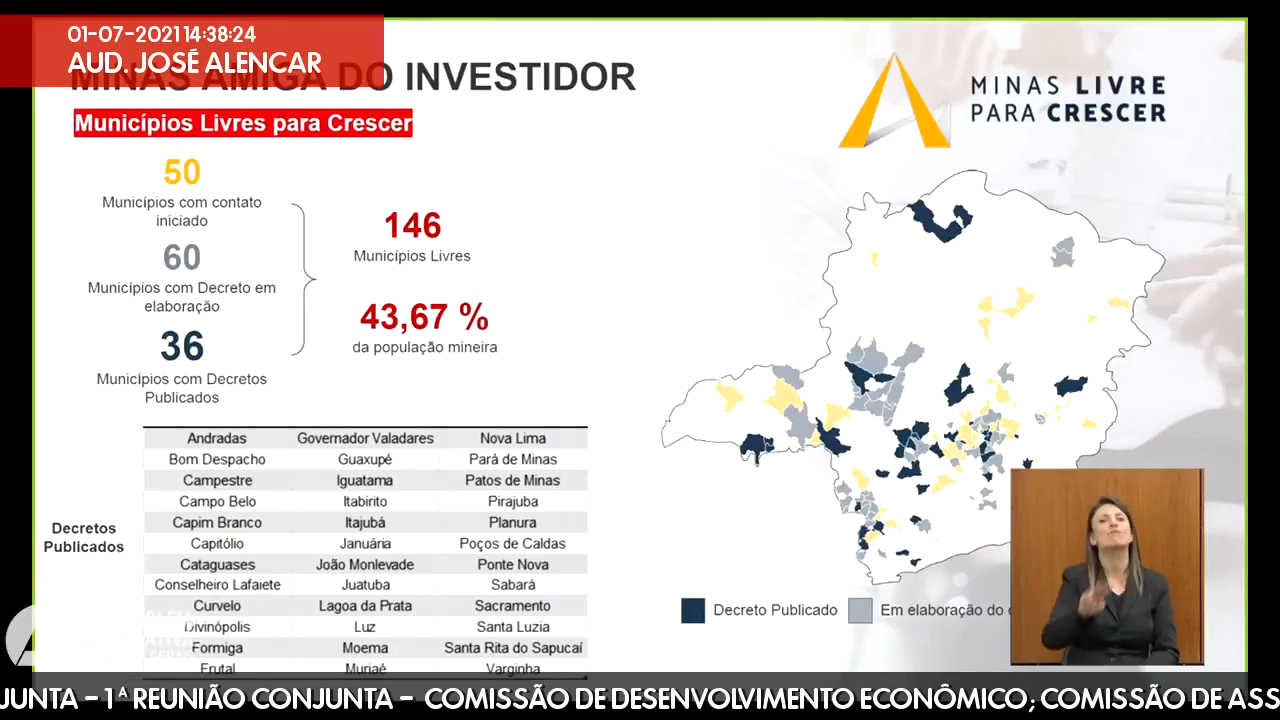 01-07-2021 14:38:24
AUD. JOSÉ ALENCAR
MINAS AMIGA DO INVESTIDOR
MINAS LIVRE
PARA CRESCER
Municípios Livres para Crescer
50
Municípios com contato
iniciado
60
Municípios com Decreto em
elaboração
36
Municípios com Decretos
Publicados
146
Municípios Livres
43,67 %
da população mineira
Decretos
Publicados
Andradas Governador Valadares Nova Lima
Bom Despacho Guaxupé Pará de Minas
Campestre Iguatama Patos de Minas
Campo Belo Itabirito Pirajuba
Capim Branco Itajubá Planura
Capitólio Januária Poços de Caldas
Cataguases João Monlevade Ponte Nova
Conselheiro Lafaiete Juatuba Sabará
Curvelo Lagoa da Prata Sacramento
Divinópolis Luz Santa Luzia
Formiga Moema Santa Rita do Sapucaí
Frutal Muriaé Varginha
Decreto Publicado Em elaboração do
JUNTA - 1ª REUNIÃO CONJUNTA - COMISSÃO DE DESENVOLVIMENTO ECONÔMICO; COMISSÃO DE ASS